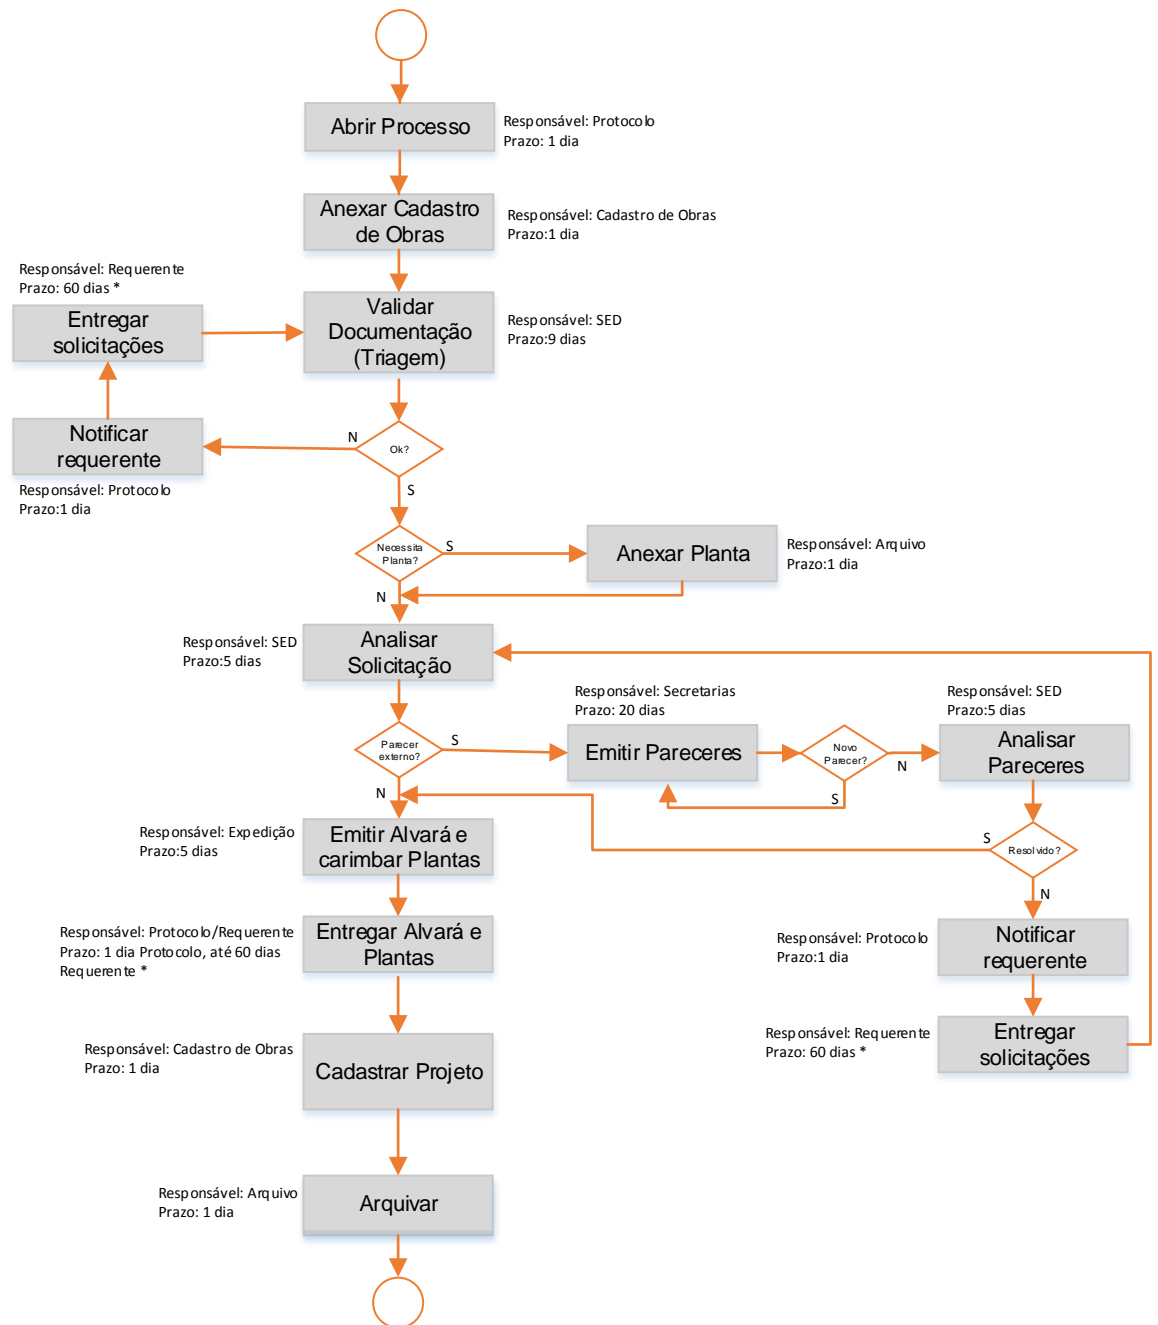 Abrir Processo
Responsável: Protocolo
Prazo: 1 dia
Anexar Cadastro
de Obras
Responsável: Cadastro de Obras
Prazo:1 dia
Responsável: Requerente
Prazo: 60 dias *
Entregar
solicitações
Validar
Documentação
(Triagem)
Responsável: SED
Prazo:9 dias
Notificar
requerente
Responsável: Protocolo
Prazo:1 dia
N
Ok?
S
Necessita
Planta?
S
Anexar Planta
Responsável: Arquivo
Prazo:1 dia
N
Responsável: SED
Prazo:5 dias
Analisar
Solicitação
Parecer
externo?
S
Responsável: Secretarias
Prazo: 20 dias
Emitir Pareceres
Novo
Parecer?
N
S
Responsável: SED
Prazo:5 dias
Analisar
Pareceres
N
S
Resolvido?
N
Responsável: Expedição
Prazo:5 dias
Emitir Alvará e
carimbar Plantas
Responsável: Protocolo/Requerente
Prazo: 1 dia Protocolo, até 60 dias
Requerente *
Entregar Alvará e
Plantas
Responsável: Protocolo
Prazo:1 dia
Notificar
requerente
Responsável: Requerente
Prazo: 60 dias *
Entregar
solicitações
Responsável: Cadastro de Obras
Prazo: 1 dia
Cadastrar Projeto
Responsável: Arquivo
Prazo: 1 dia
Arquivar